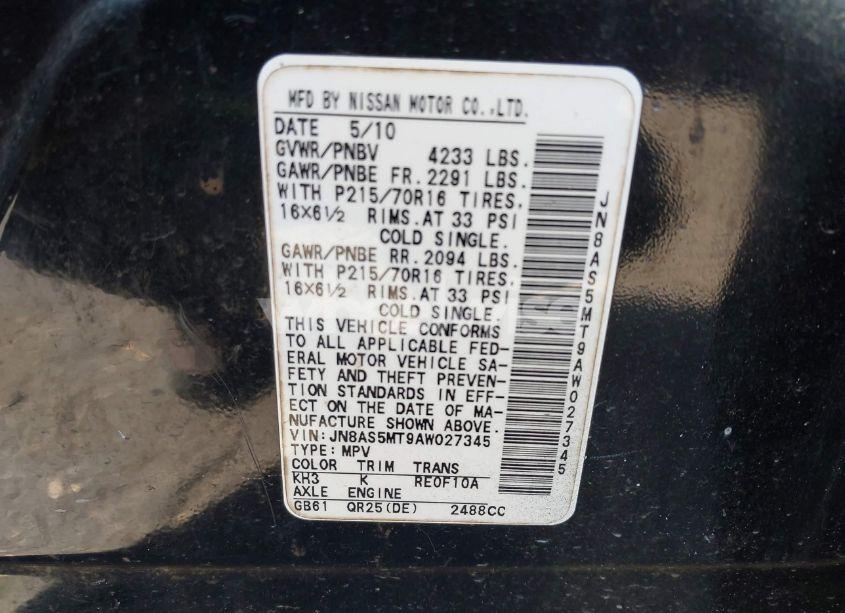 MFD BY NISSAN MOTOR CO.,LTD.
DATE 5/10
GVWR/PNBV 4233 LBS.
GAWR/PNBE FR. 2291 LBS.
WITH P215/70R16 TIRES.
16X6½ RIMS. AT 33 PSI
COLD SINGLE.
GAWR/PNBE RR. 2094 LBS.
WITH P215/70R16 TIRES.
16X6½ RIMS. AT 33 PSI
COLD SINGLE.
THIS VEHICLE CONFORMS
TO ALL APPLICABLE FED-
ERAL MOTOR VEHICLE SA-
FETY AND THEFT PREVEN-
TION STANDARDS IN EFF-
ECT ON THE DATE OF MA-
NUFACTURE SHOWN ABOVE.
VIN: JN8AS5MT9AW027345
TYPE: MPV
COLOR TRIM TRANS
KH3 K RE0F10A
AXLE ENGINE
GB61 QR25(DE) 2488CC
JN8AS5MT9AW027345